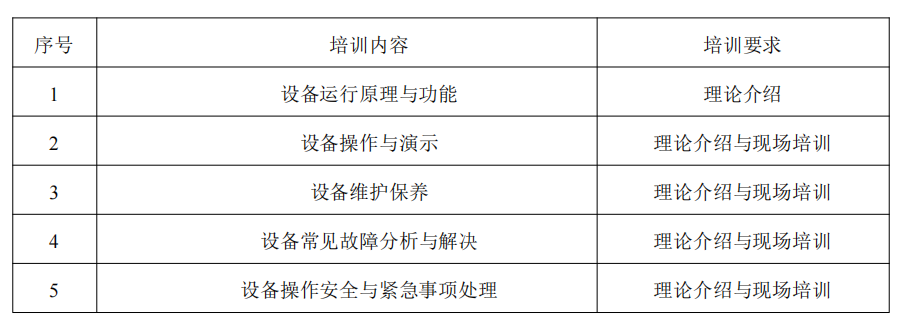 序号 培训内容 培训要求
1 设备运行原理与功能 理论介绍
2 设备操作与演示 理论介绍与现场培训
3 设备维护保养 理论介绍与现场培训
4 设备常见故障分析与解决 理论介绍与现场培训
5 设备操作安全与紧急事项处理 理论介绍与现场培训